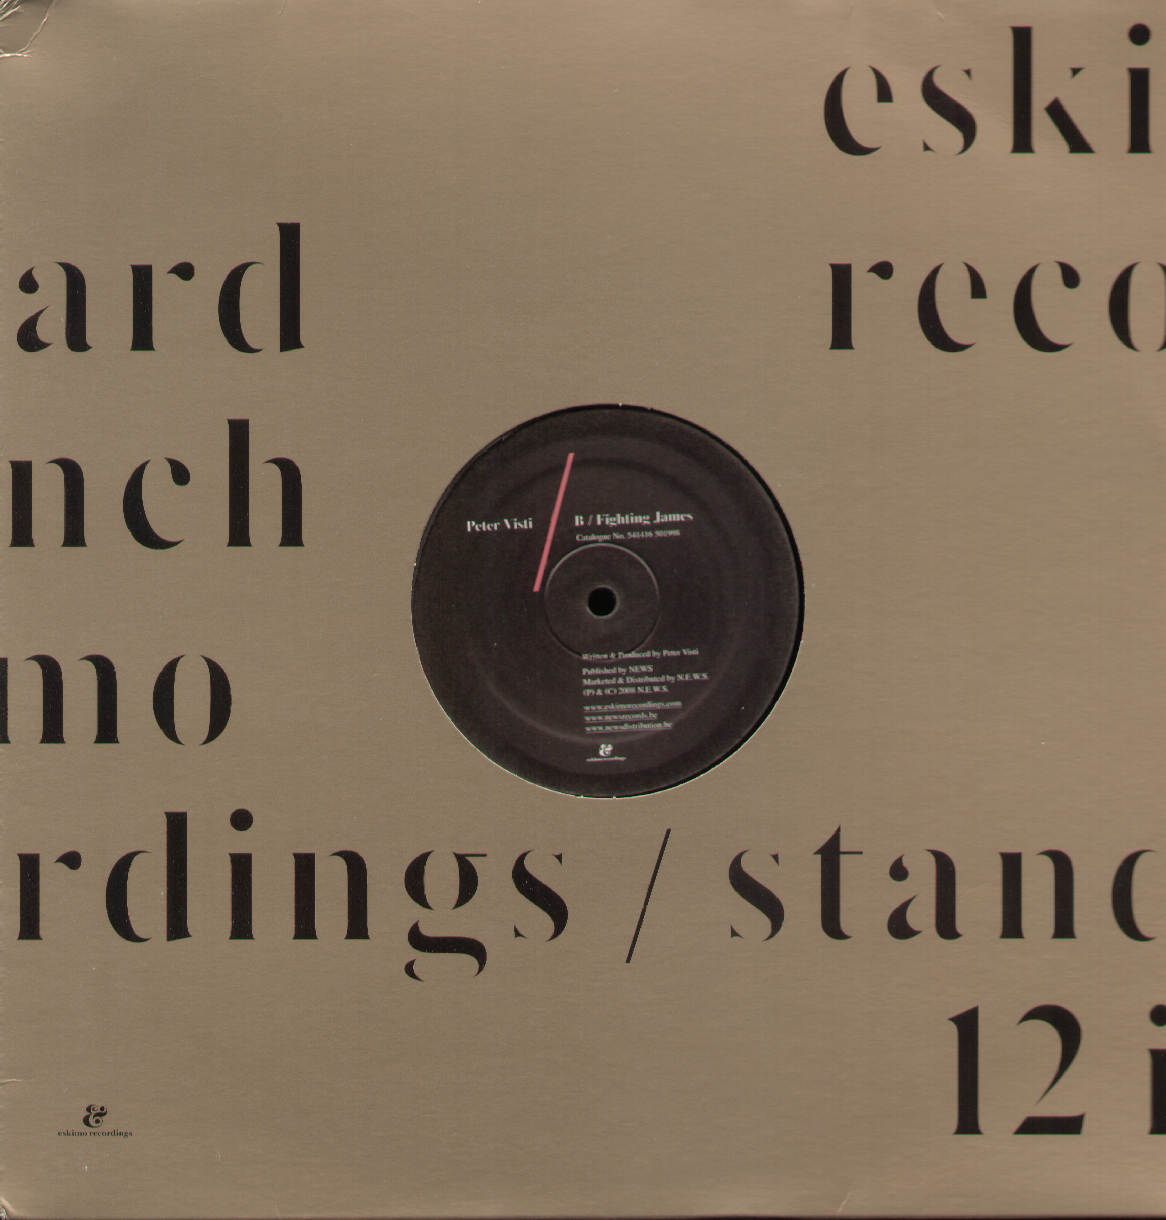 eski
ard
reco
nch
Peter Visti
B / Fighting James
Catalogue No. 541416 501998
mo
Written & Produced by Peter Visti
Published by NEWS
Marketed & Distributed by N.E.W.S.
(P) & (C) 2008 N.E.W.S.
www.eskimorecordings.com
www.newsrecords.be
www.newsdistribution.be
&
eskimo recordings
rdings / stand
12 i
&
eskimo recordings